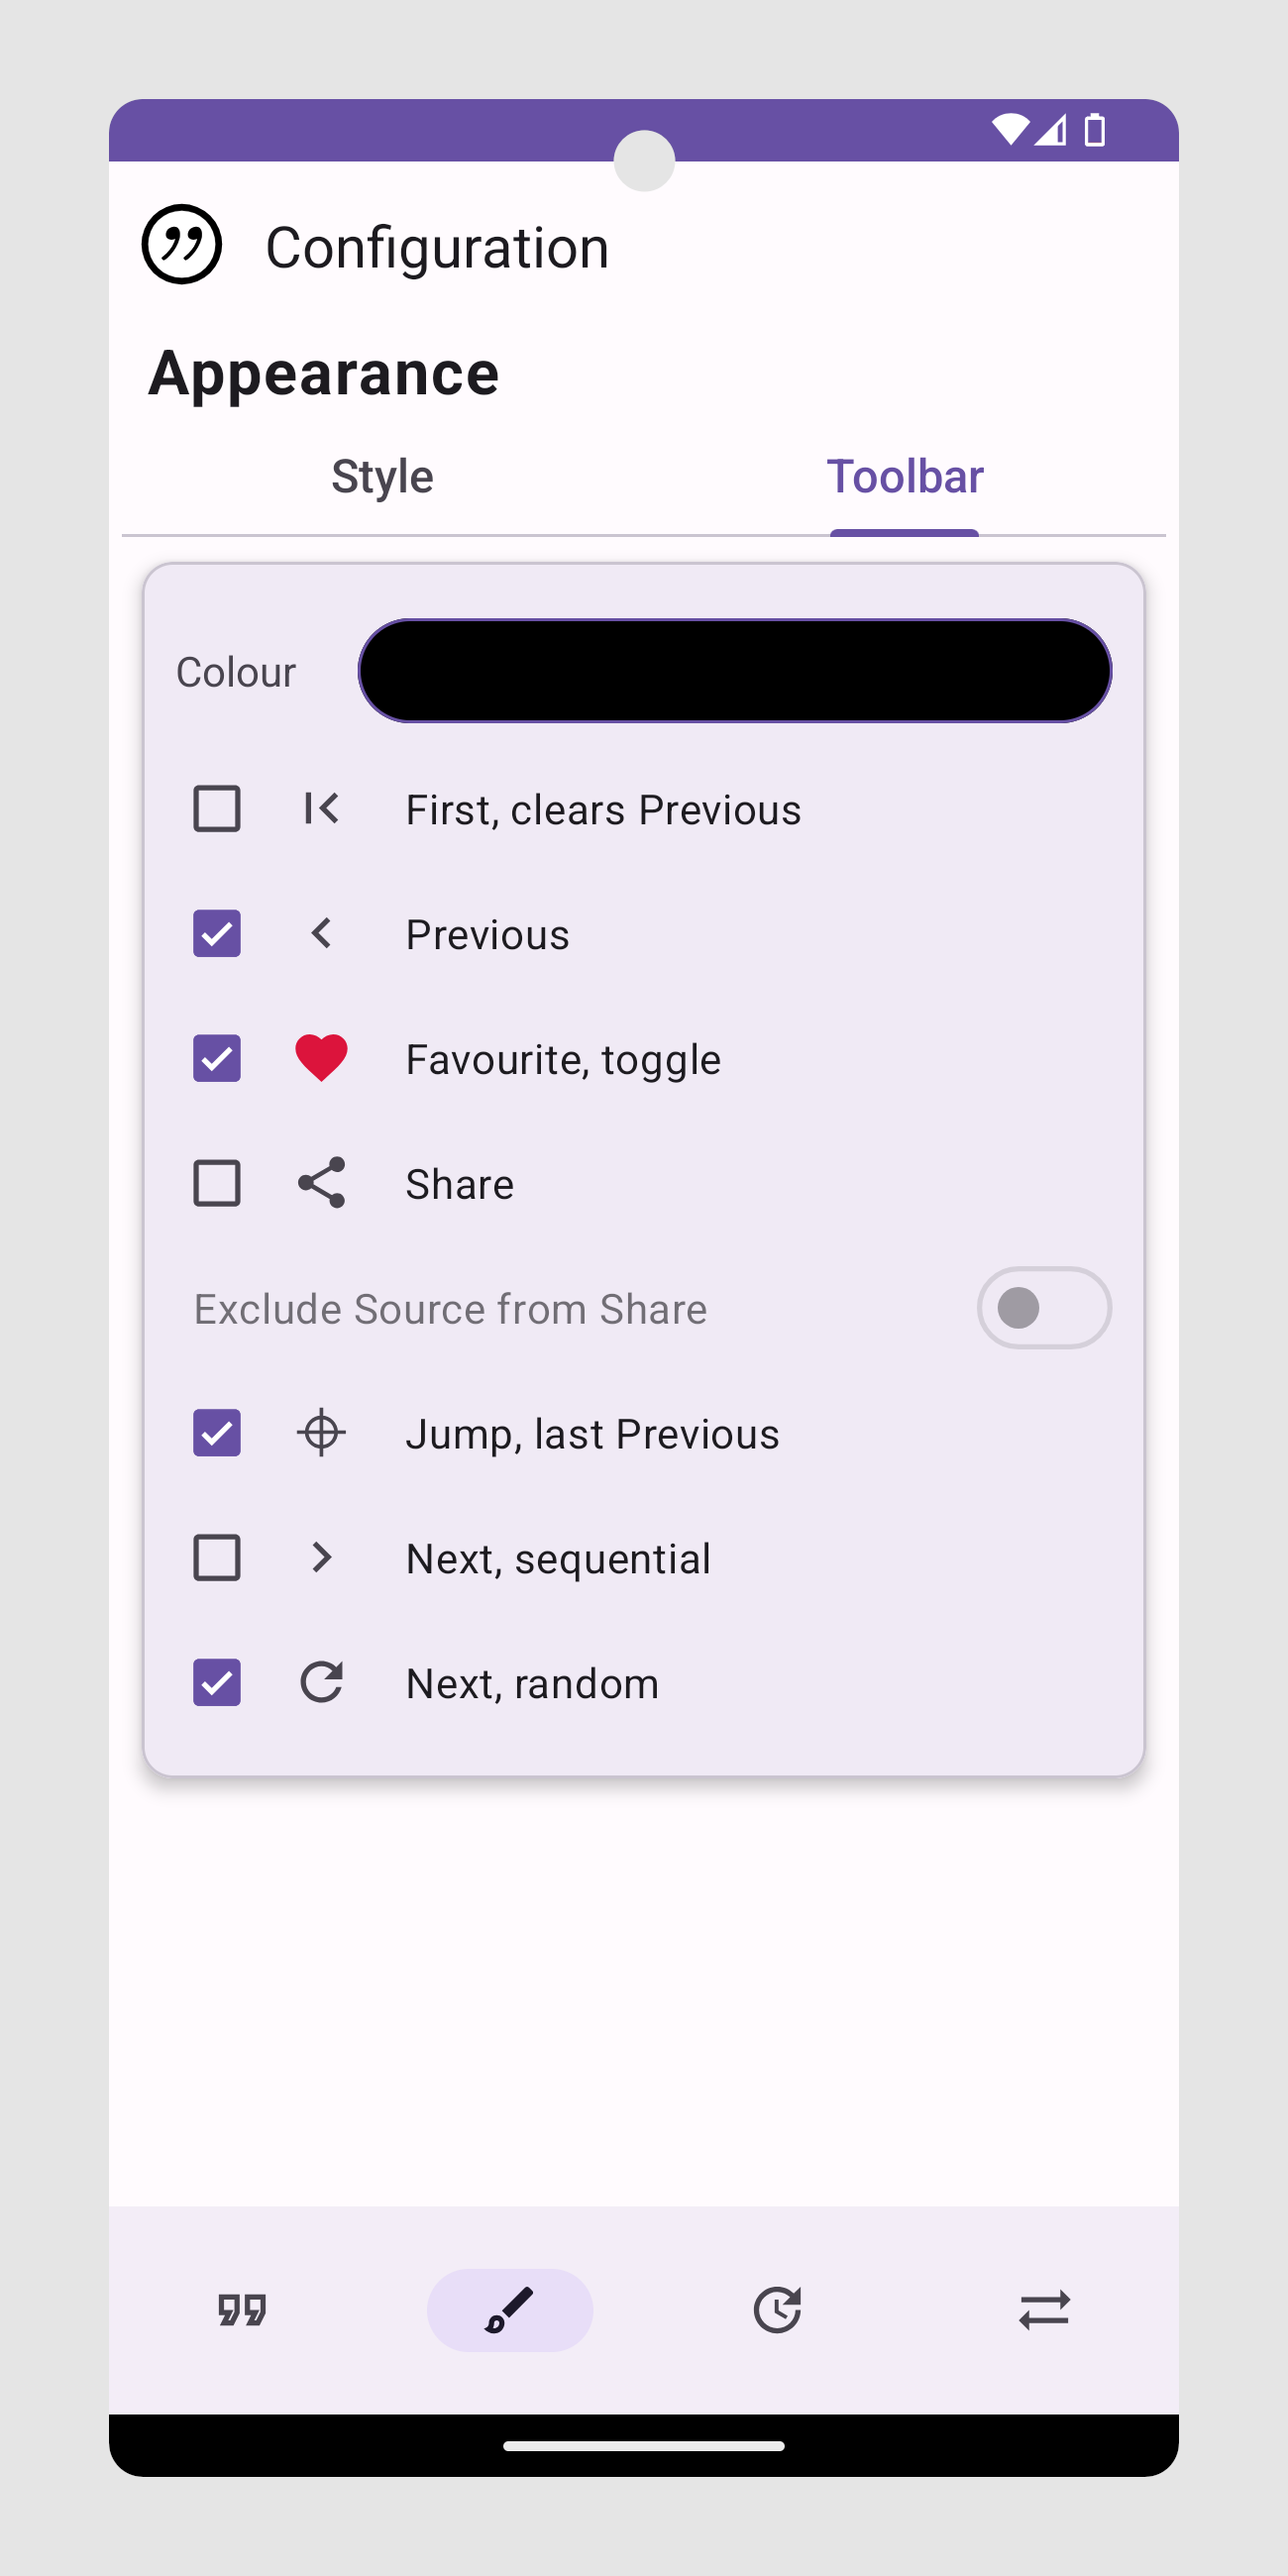 Configuration
Appearance
Style
Toolbar
Colour
First, clears Previous
Previous
Favourite, toggle
Share
Exclude Source from Share
Jump, last Previous
Next, sequential
Next, random